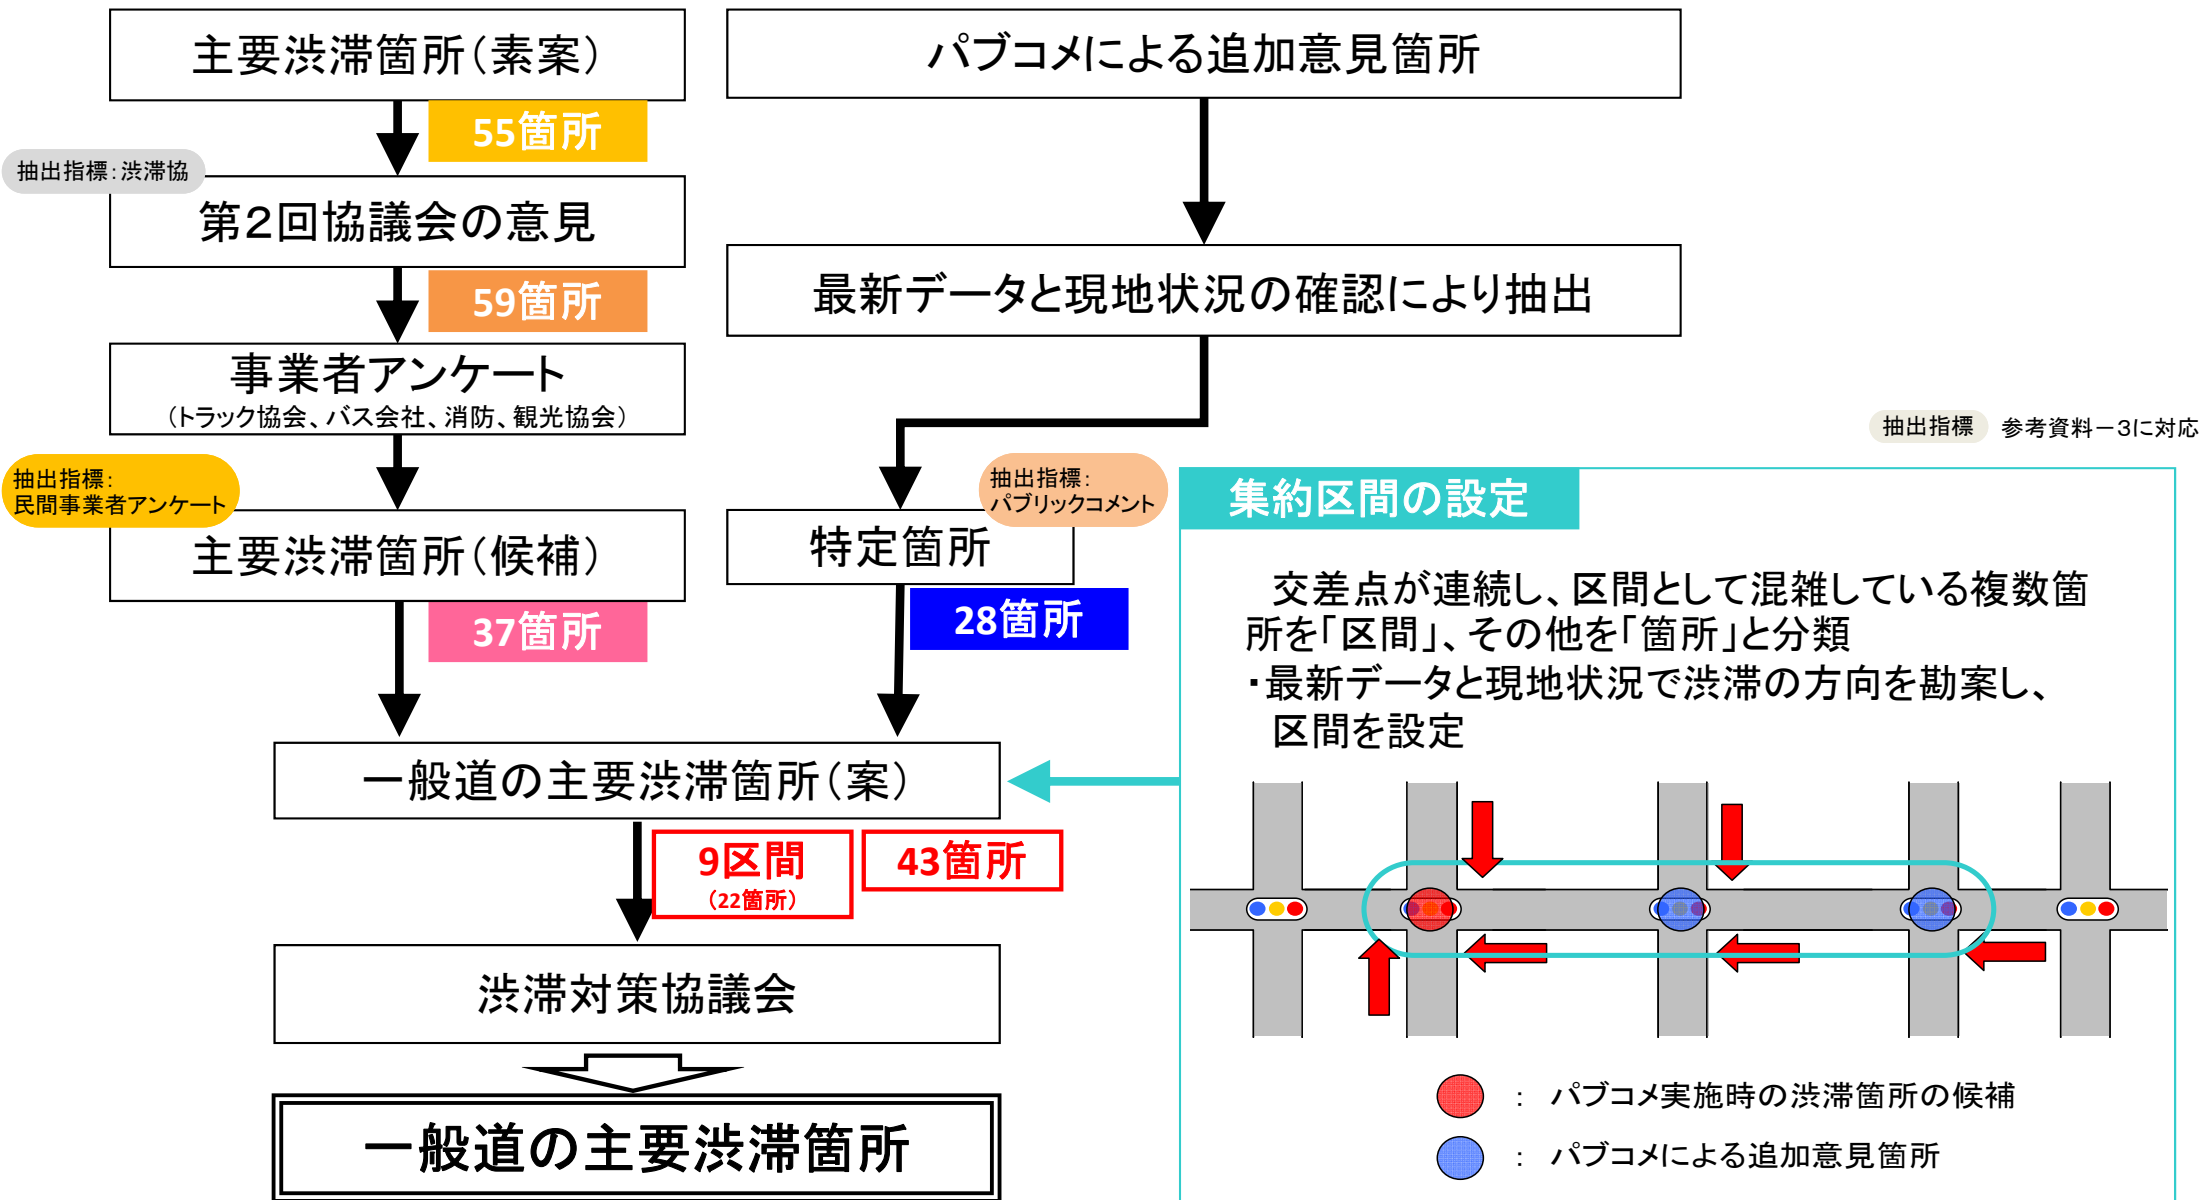 主要渋滞箇所（素案）
55箇所
抽出指標：渋滞協
第２回協議会の意見
59箇所
事業者アンケート
（トラック協会、バス会社、消防、観光協会）
抽出指標：
民間事業者アンケート
主要渋滞箇所（候補）
37箇所
パブコメによる追加意見箇所
最新データと現地状況の確認により抽出
抽出指標：
パブリックコメント
特定箇所
28箇所
一般道の主要渋滞箇所（案）
9区間
（22箇所）
43箇所
渋滞対策協議会
一般道の主要渋滞箇所
抽出指標 参考資料－3に対応
集約区間の設定
交差点が連続し、区間として混雑している複数箇
所を「区間」、その他を「箇所」と分類
・最新データと現地状況で渋滞の方向を勘案し、
区間を設定
： パブコメ実施時の渋滞箇所の候補
： パブコメによる追加意見箇所